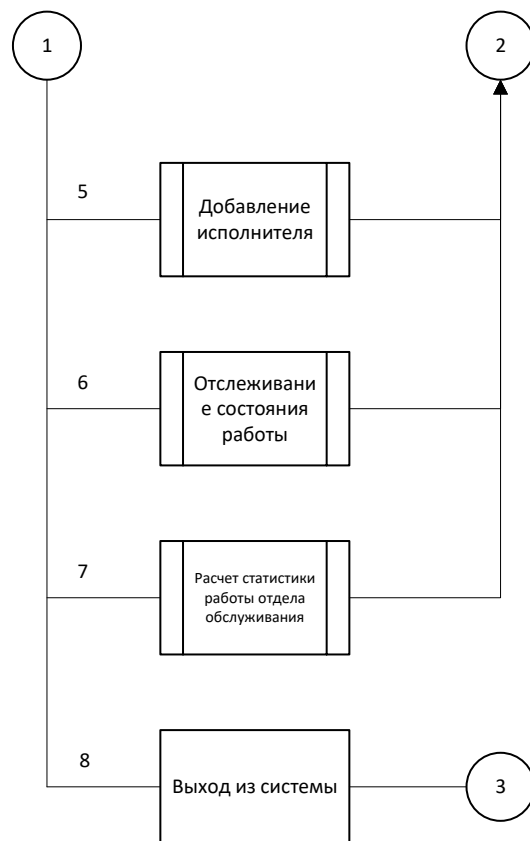 1
2
5
Добавление
исполнителя
6
Отслеживани
е состояния
работы
7
Расчет статистики
работы отдела
обслуживания
8
Выход из системы
3